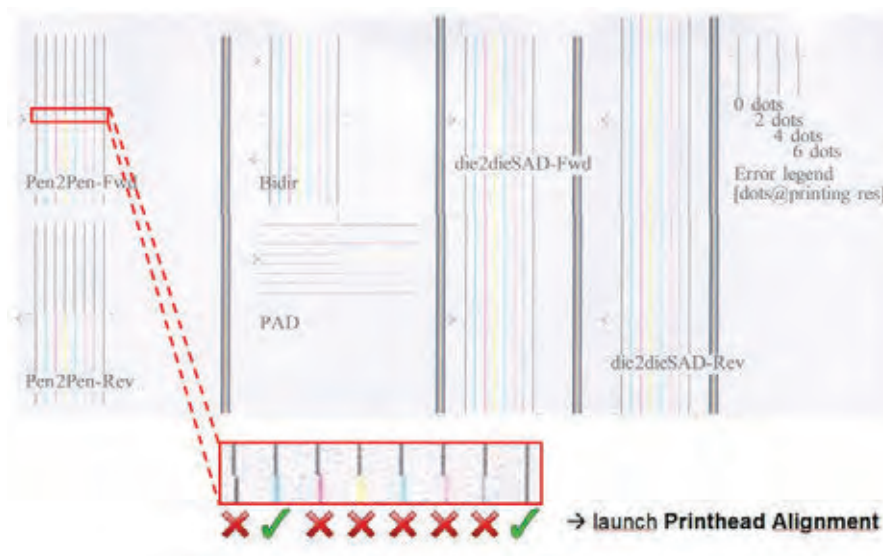 Pen2Pen-Fwd
Bidir
die2dieSAD-Fwd
0 dots
2 dots
4 dots
6 dots
Error legend
[dots@printing res]
Pen2Pen-Rev
PAD
die2dieSAD-Rev
→ launch Printhead Alignment